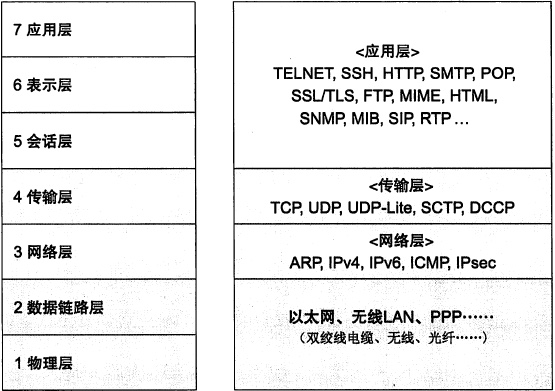 7 应用层
6 表示层
5 会话层
4 传输层
3 网络层
2 数据链路层
1 物理层
<应用层>
TELNET, SSH, HTTP, SMTP, POP,
SSL/TLS, FTP, MIME, HTML,
SNMP, MIB, SIP, RTP ...
<传输层>
TCP, UDP, UDP-Lite, SCTP, DCCP
<网络层>
ARP, IPv4, IPv6, ICMP, IPsec
以太网、无线LAN、PPP……
（双绞线电缆、无线、光纤……）